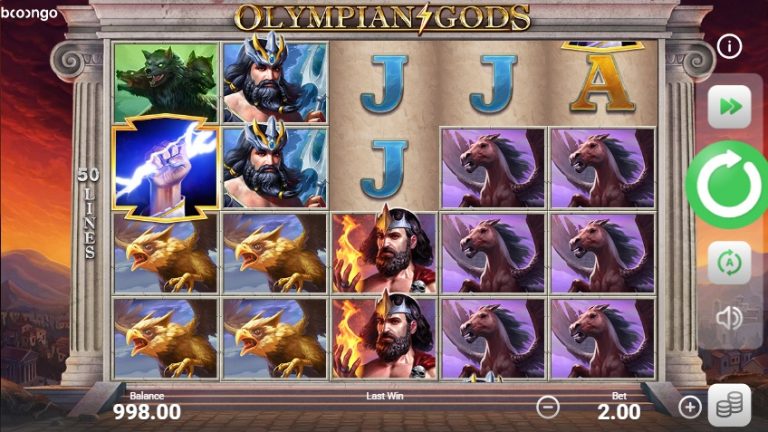 booongo
OLYMPIAN GODS
J
J
A
J
50
LINES
A
Balance
998.00
Last Win
Bet
2.00